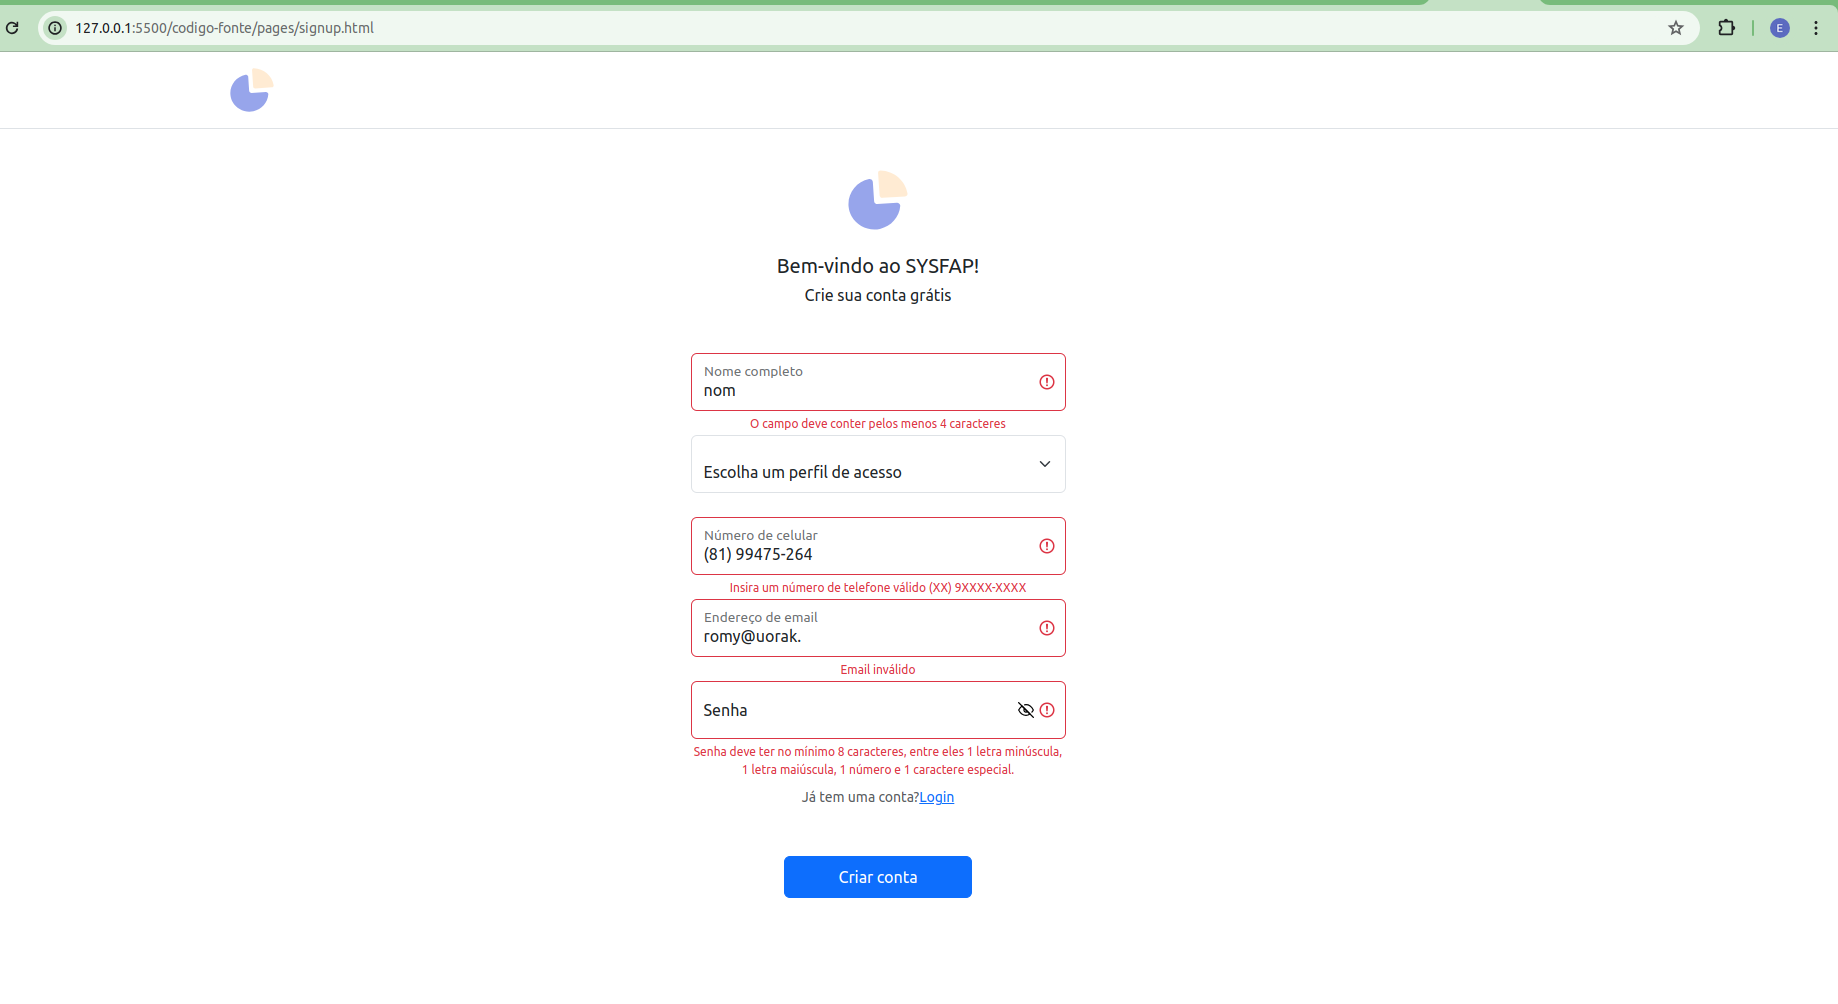 127.0.0.1:5500/codigo-fonte/pages/signup.html
E
Bem-vindo ao SYSFAP!
Crie sua conta grátis
Nome completo
nom
O campo deve conter pelos menos 4 caracteres
Escolha um perfil de acesso
Número de celular
(81) 99475-264
Insira um número de telefone válido (XX) 9XXXX-XXXX
Endereço de email
romy@uorak.
Email inválido
Senha
Senha deve ter no mínimo 8 caracteres, entre eles 1 letra minúscula,
1 letra maiúscula, 1 número e 1 caractere especial.
Já tem uma conta?Login
Criar conta